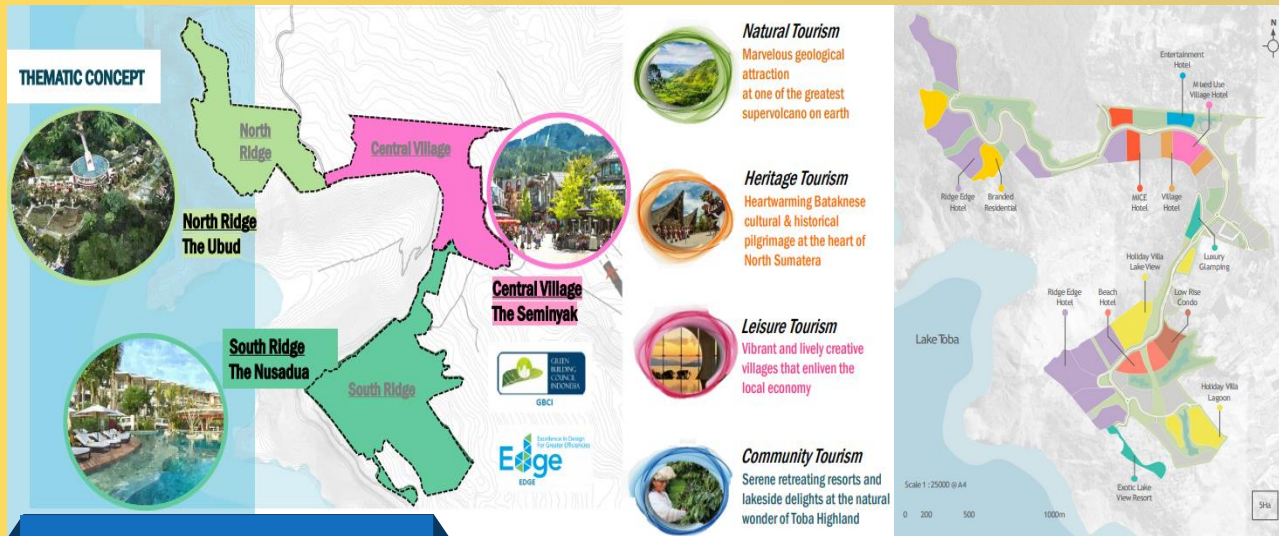 THEMATIC CONCEPT
North
Ridge
Central Village
North Ridge
The Ubud
Central Village
The Seminyak
South Ridge
The Nusadua
South Ridge
GREEN
BUILDING
COUNCIL
INDONESIA
GBCI
Excellence in Design
For Greater Efficiencies
Edge
EDGE
Natural Tourism
Marvelous geological
attraction
at one of the greatest
supervolcano on earth
Heritage Tourism
Heartwarming Bataknese
cultural & historical
pilgrimage at the heart of
North Sumatera
Leisure Tourism
Vibrant and lively creative
villages that enliven the
local economy
Community Tourism
Serene retreating resorts and
lakeside delights at the natural
wonder of Toba Highland
N
Entertainment
Hotel
Mixed Use
Village Hotel
Ridge Edge
Hotel
Branded
Residential
MICE
Hotel
Village
Hotel
Luxury
Glamping
Holiday Villa
Lake View
Ridge Edge
Hotel
Beach
Hotel
Low Rise
Condo
Lake Toba
Holiday Villa
Lagoon
Exotic Lake
View Resort
Scale 1 : 25000 @ A4
0 200 500 1000m
5Ha